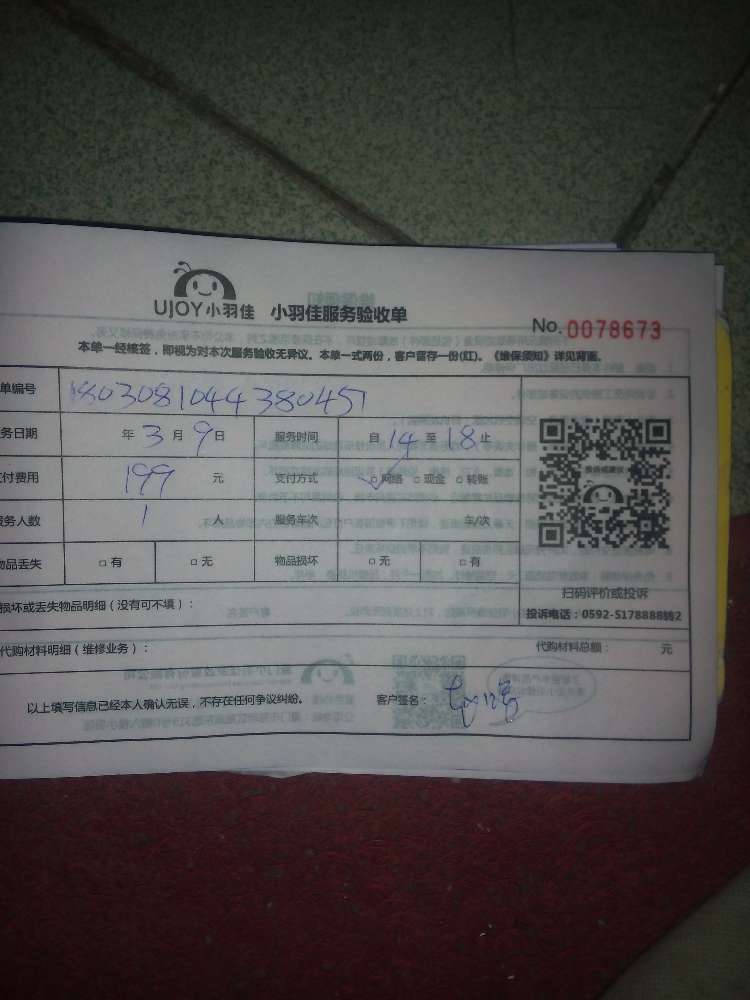 UJOY小羽佳 小羽佳服务验收单
No. 0078673
本单一经核签，即视为对本次服务验收无异议。本单一式两份，客户留存一份(红)。《维保须知》详见背面。
单编号 180308104438045
务日期 年 3 月 9 日 服务时间 自 14 至 18 止
付费用 199 元 支付方式 □网络 □现金 □转账
务人数 1 人 服务车次 车/次
物品丢失 □有 □无 物品损坏 □无 □有
扫码评价或投诉
损坏或丢失物品明细（没有可不填）：
投诉电话：0592-5178888转2
代购材料明细（维修业务）： 代购材料总额： 元
以上填写信息已经本人确认无误，不存在任何争议纠纷。 客户签名：